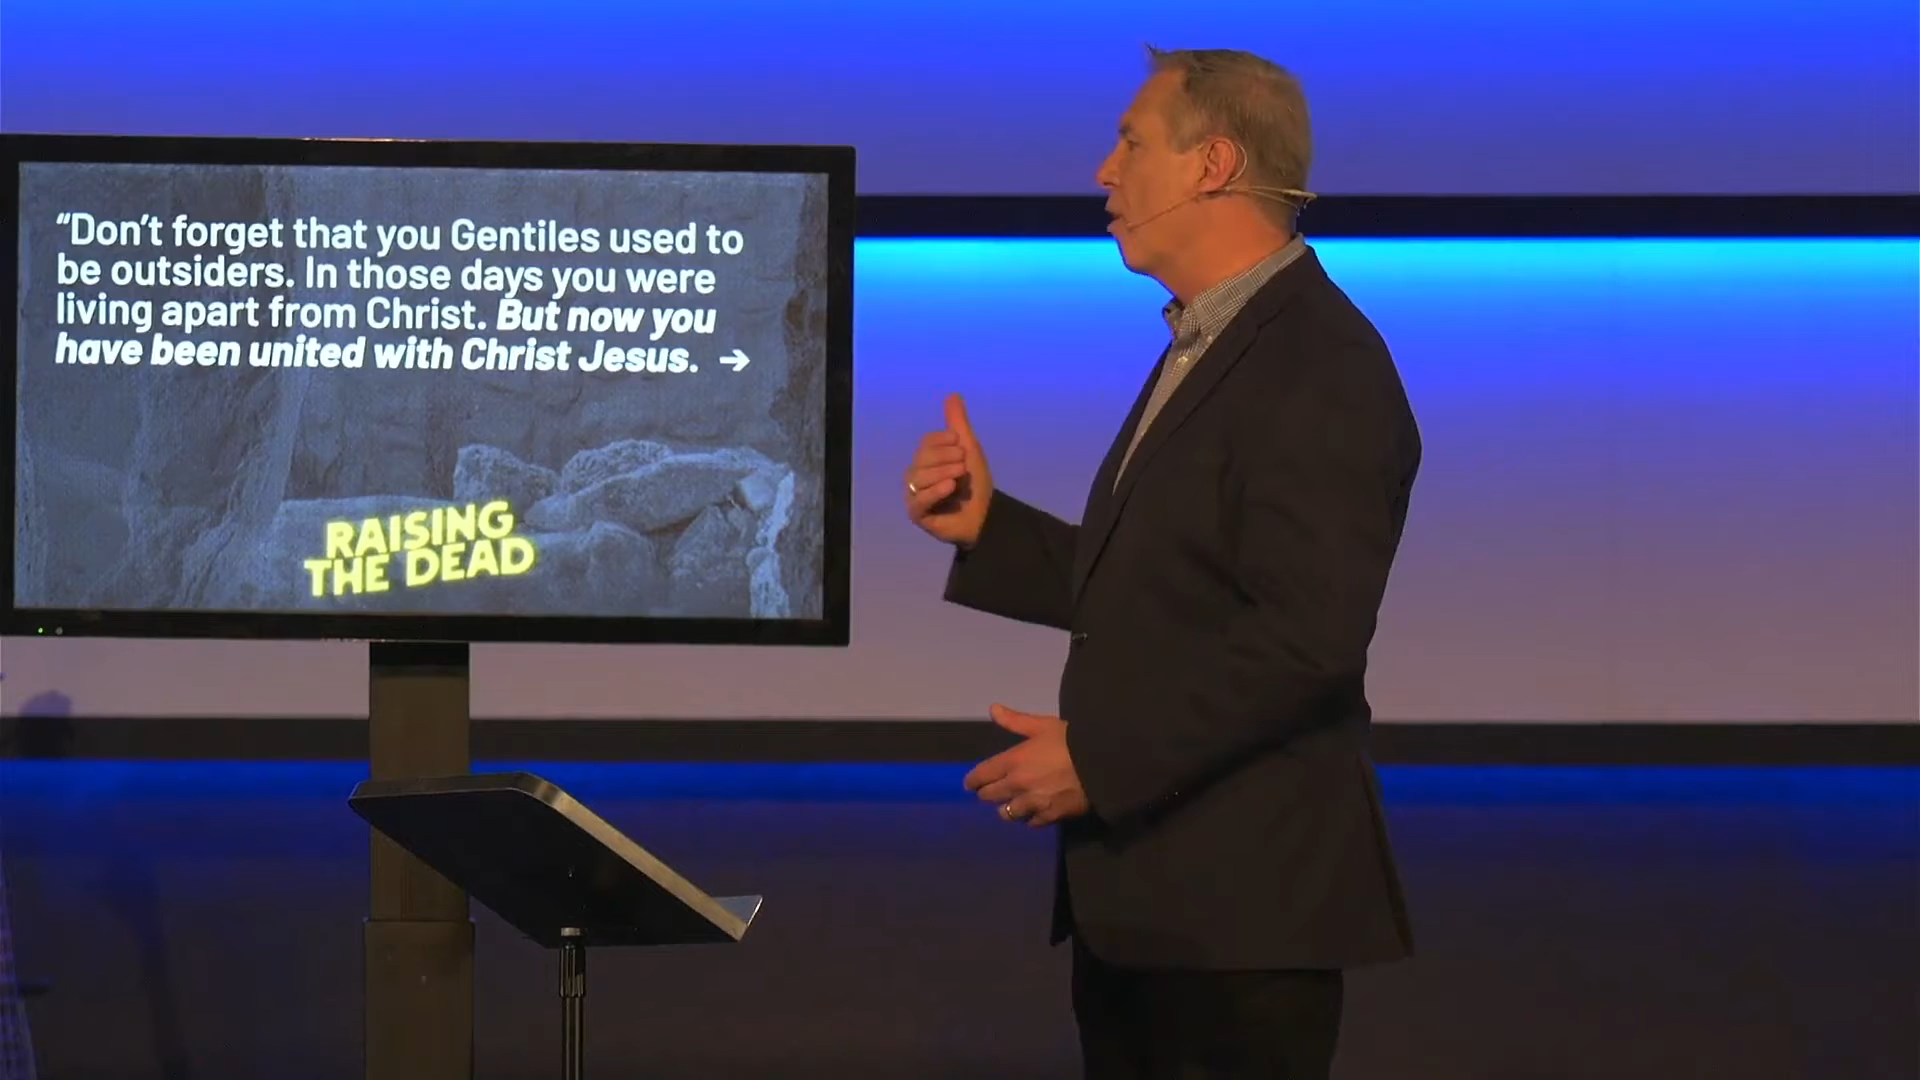 “Don’t forget that you Gentiles used to
be outsiders. In those days you were
living apart from Christ. But now you
have been united with Christ Jesus. →
RAISING
THE DEAD